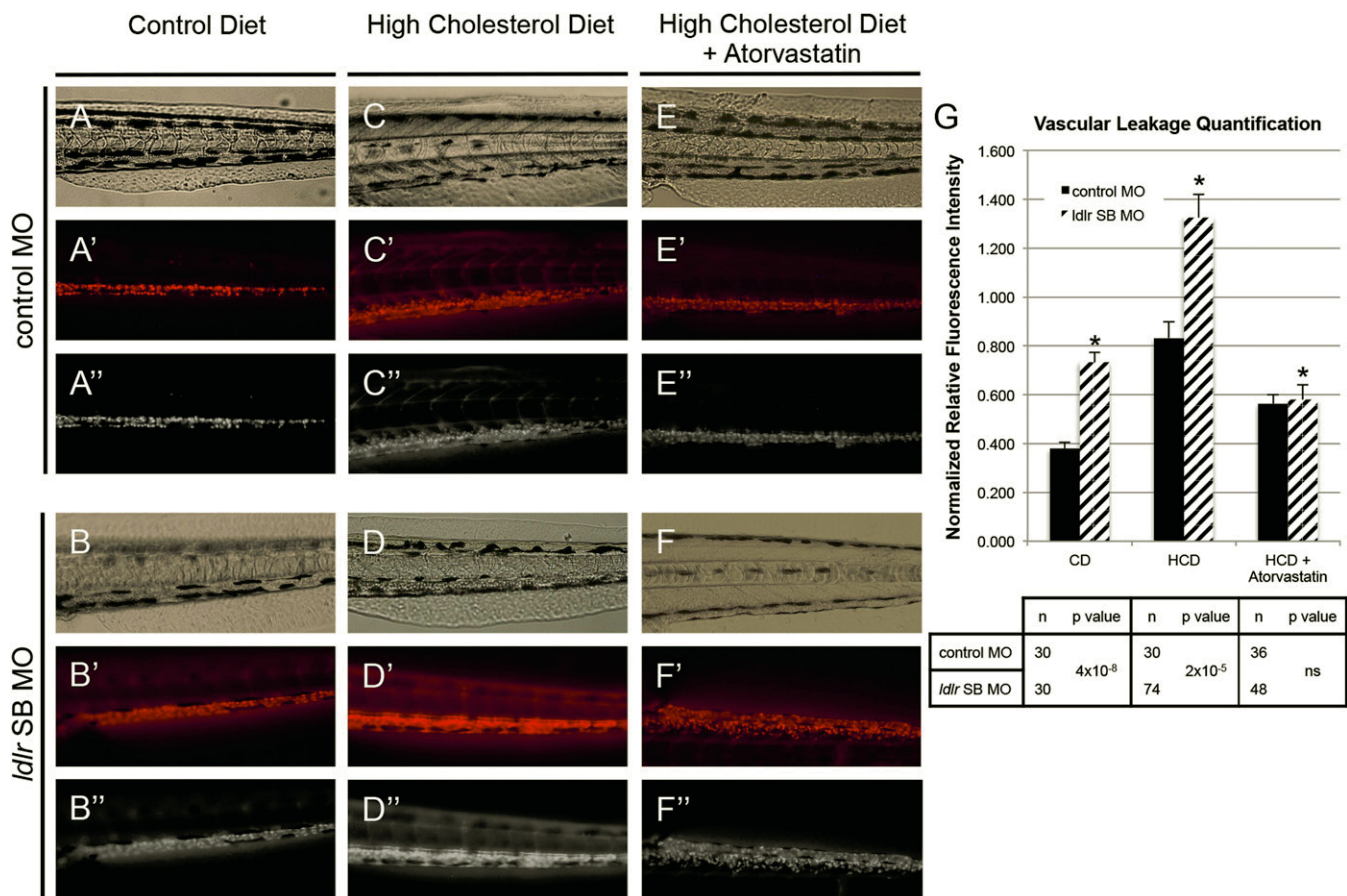 Control Diet
High Cholesterol Diet
High Cholesterol Diet
+ Atorvastatin
control MO
A
C
E
A’
C’
E’
A’’
C’’
E’’
ldlr SB MO
B
D
F
B’
D’
F’
B’’
D’’
F’’
G
Vascular Leakage Quantification
Normalized Relative Fluorescence Intensity
1.600
1.400
1.200
1.000
0.800
0.600
0.400
0.200
0.000
control MO
ldlr SB MO
*
*
*
CD
HCD
HCD +
Atorvastatin
n p value n p value n p value
control MO 30 30 36
4x10⁻⁸ 2x10⁻⁵ ns
ldlr SB MO 30 74 48